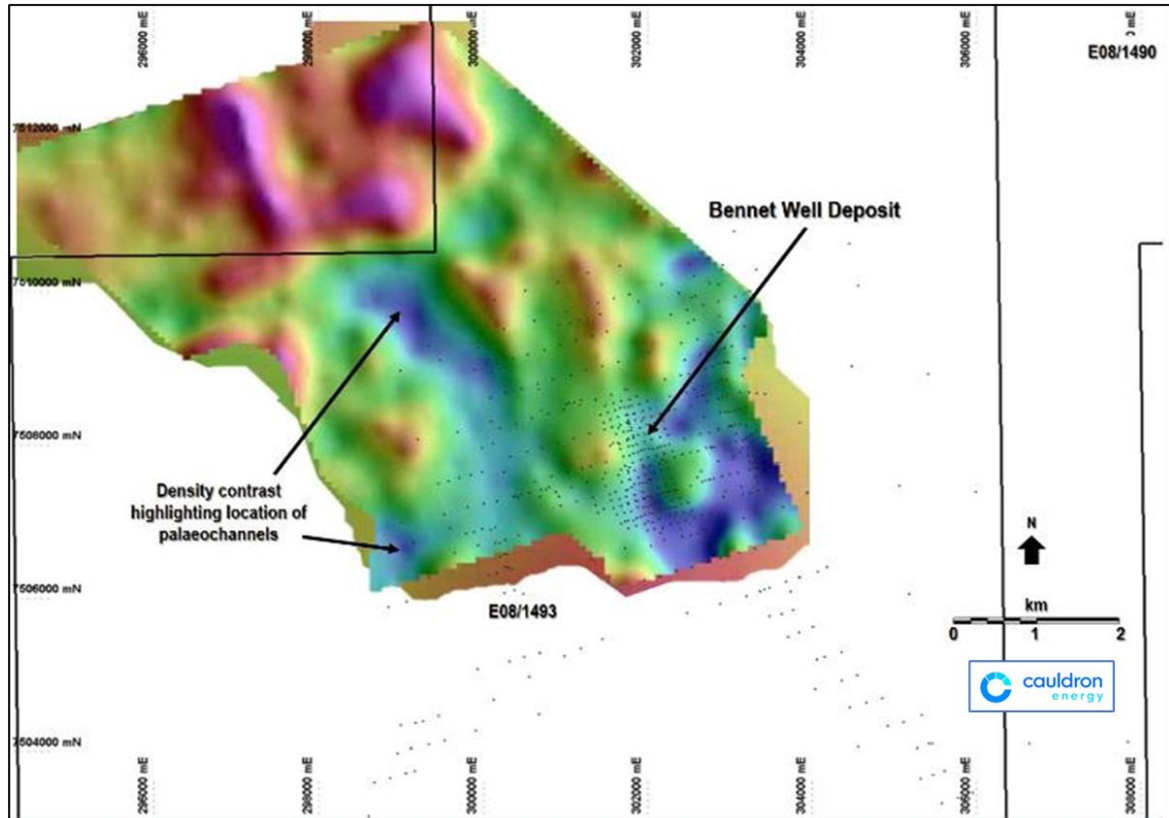 296000 mE
298000 mE
300000 mE
302000 mE
304000 mE
306000 mE
mE
E08/1490
7512000 mN
Bennet Well Deposit
7510000 mN
7508000 mN
Density contrast
highlighting location of
palaeochannels
N
7506000 mN
E08/1493
km
0 1 2
cauldron
energy
7504000 mN
296000 mE
298000 mE
300000 mE
302000 mE
304000 mE
306000 mE
308000 mE